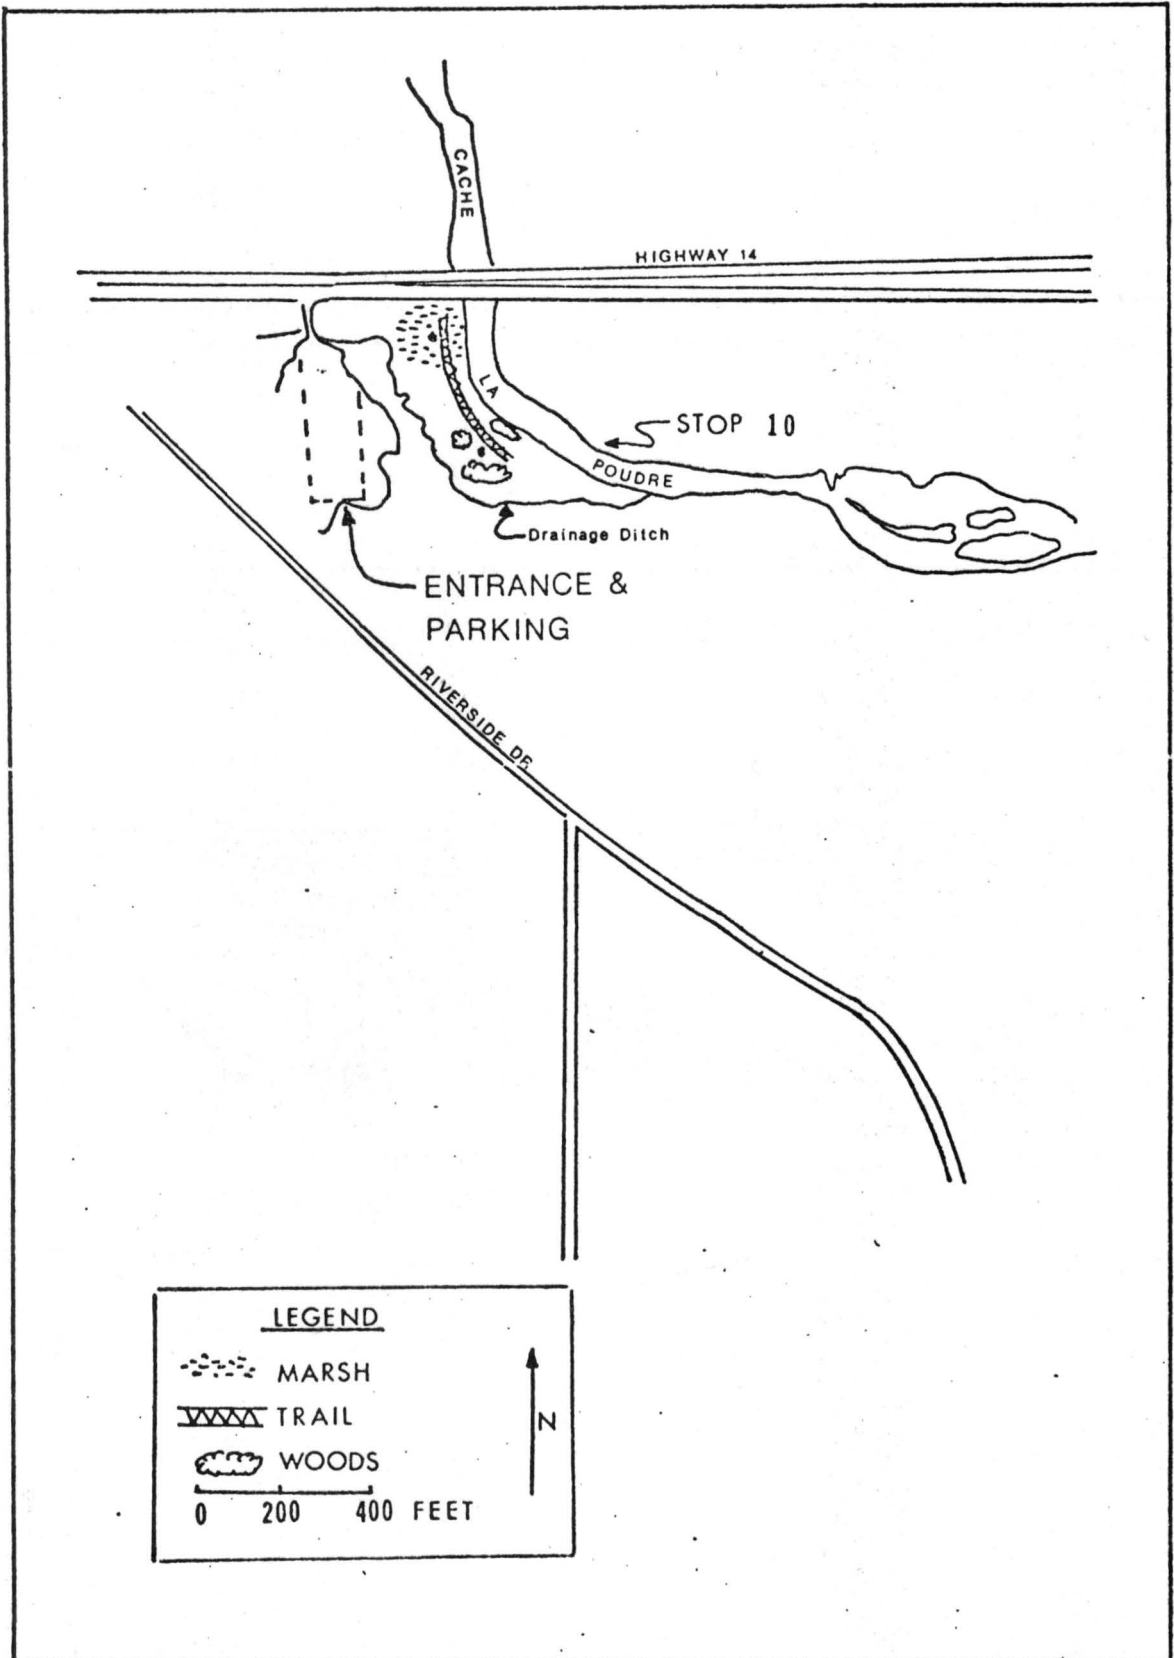 CACHE
HIGHWAY 14
LA
STOP 10
POUDRE
Drainage Ditch
ENTRANCE &
PARKING
RIVERSIDE DR
LEGEND
MARSH
TRAIL
WOODS
N
0 200 400 FEET